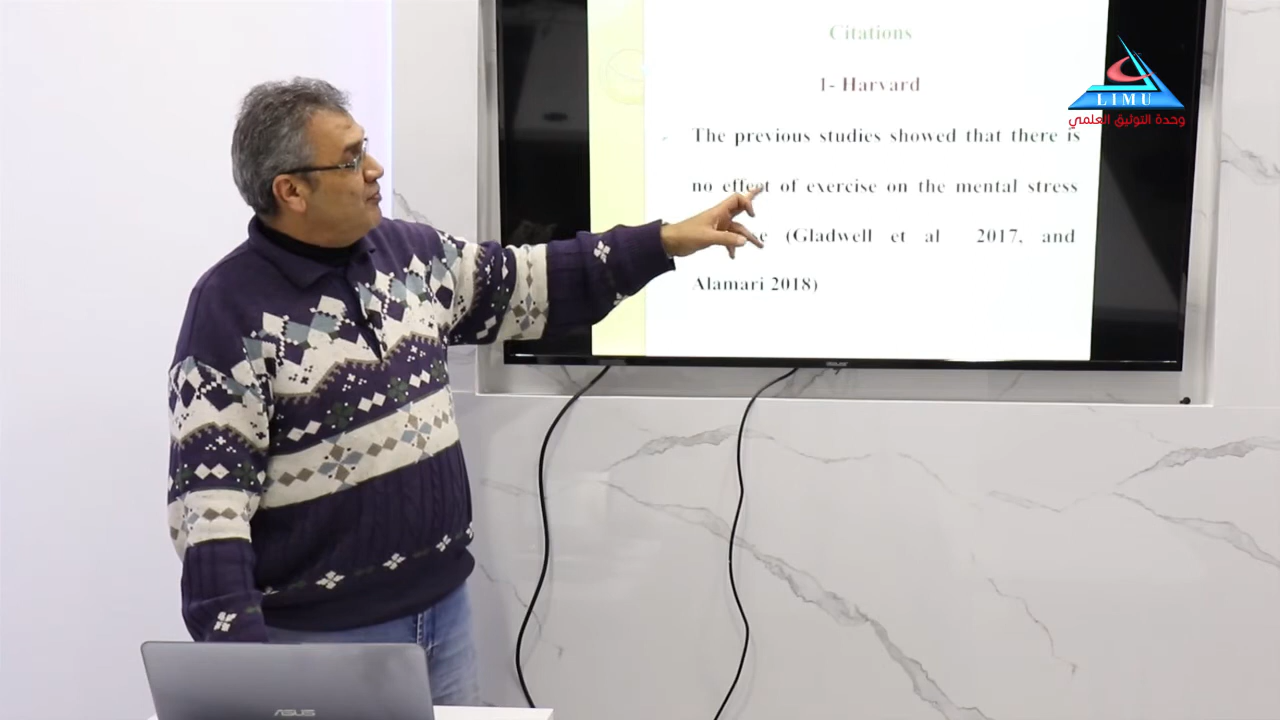 Citations
1- Harvard
- The previous studies showed that there is
no effect of exercise on the mental stress
(Gladwell et al 2017, and
Alamari 2018)
LIMU
وحدة التوثيق العلمي
ASUS